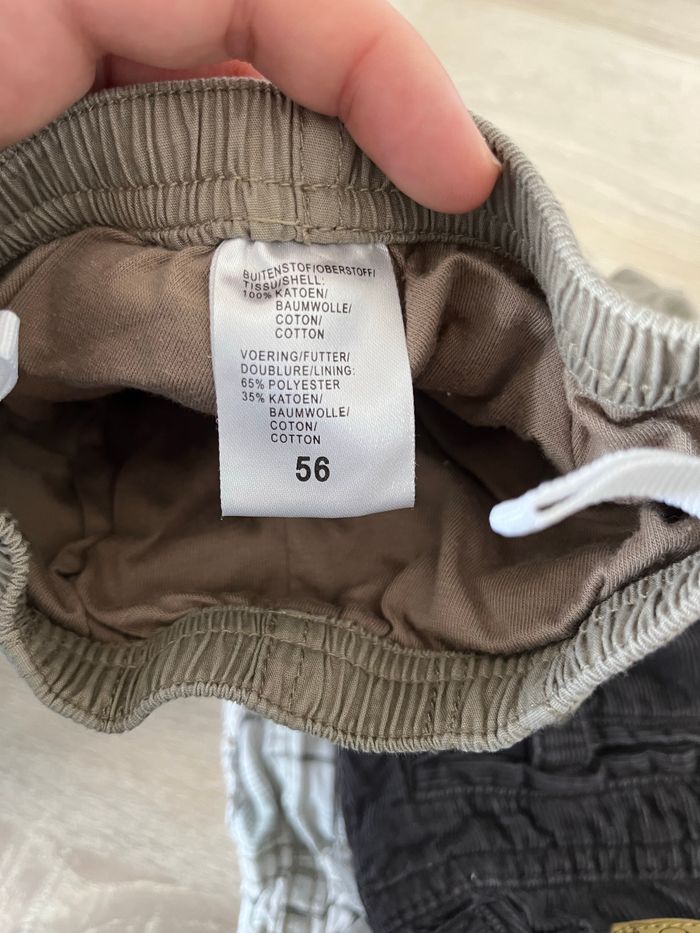 BUITENSTOF/OBERSTOFF/
TISSU/SHELL:
100% KATOEN/
BAUMWOLLE/
COTON/
COTTON
VOERING/FUTTER/
DOUBLURE/LINING:
65% POLYESTER
35% KATOEN/
BAUMWOLLE/
COTON/
COTTON
56